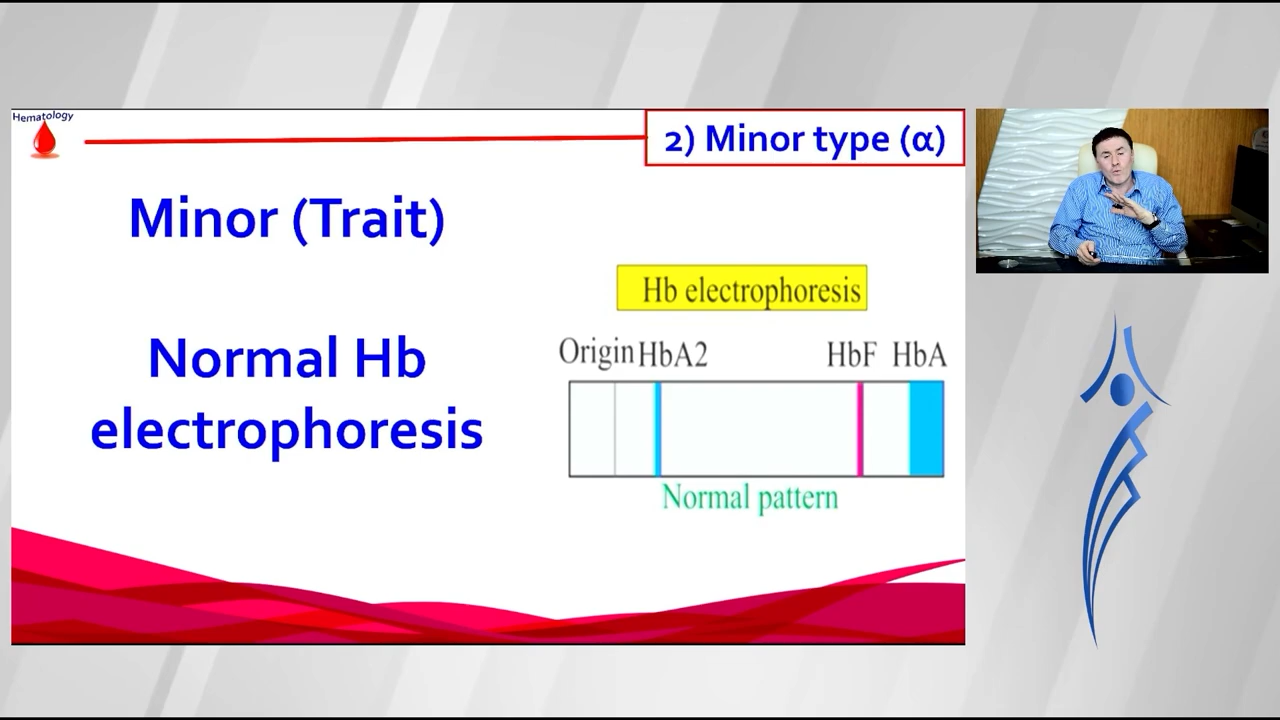 Hematology
2) Minor type (α)
Minor (Trait)
Normal Hb
electrophoresis
Hb electrophoresis
Origin HbA2 HbF HbA
Normal pattern